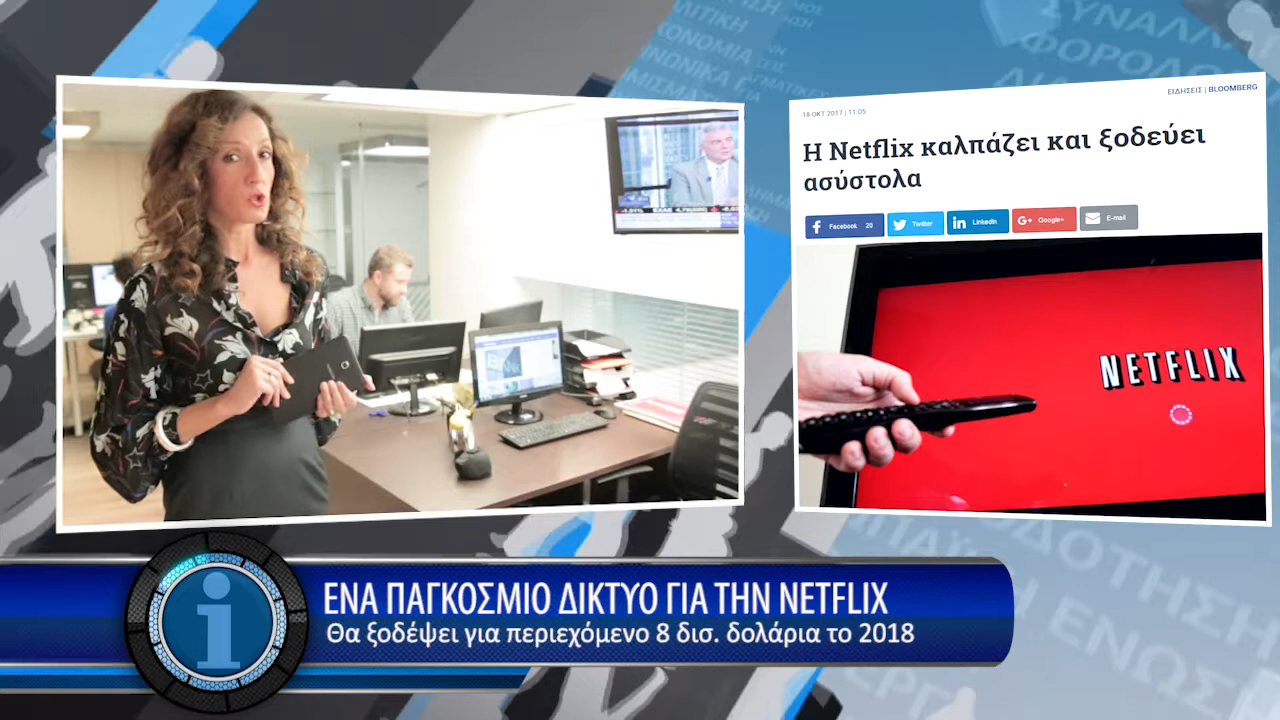 ΕΙΔΗΣΕΙΣ | BLOOMBERG
18 ΟΚΤ 2017 | 11:05
Η Netflix καλπάζει και ξοδεύει
ασύστολα
Facebook 20 Twitter in LinkedIn G+ Google+ E-mail
NETFLIX
ΕΝΑ ΠΑΓΚΟΣΜΙΟ ΔΙΚΤΥΟ ΓΙΑ ΤΗΝ NETFLIX
Θα ξοδέψει για περιεχόμενο 8 δισ. δολάρια το 2018